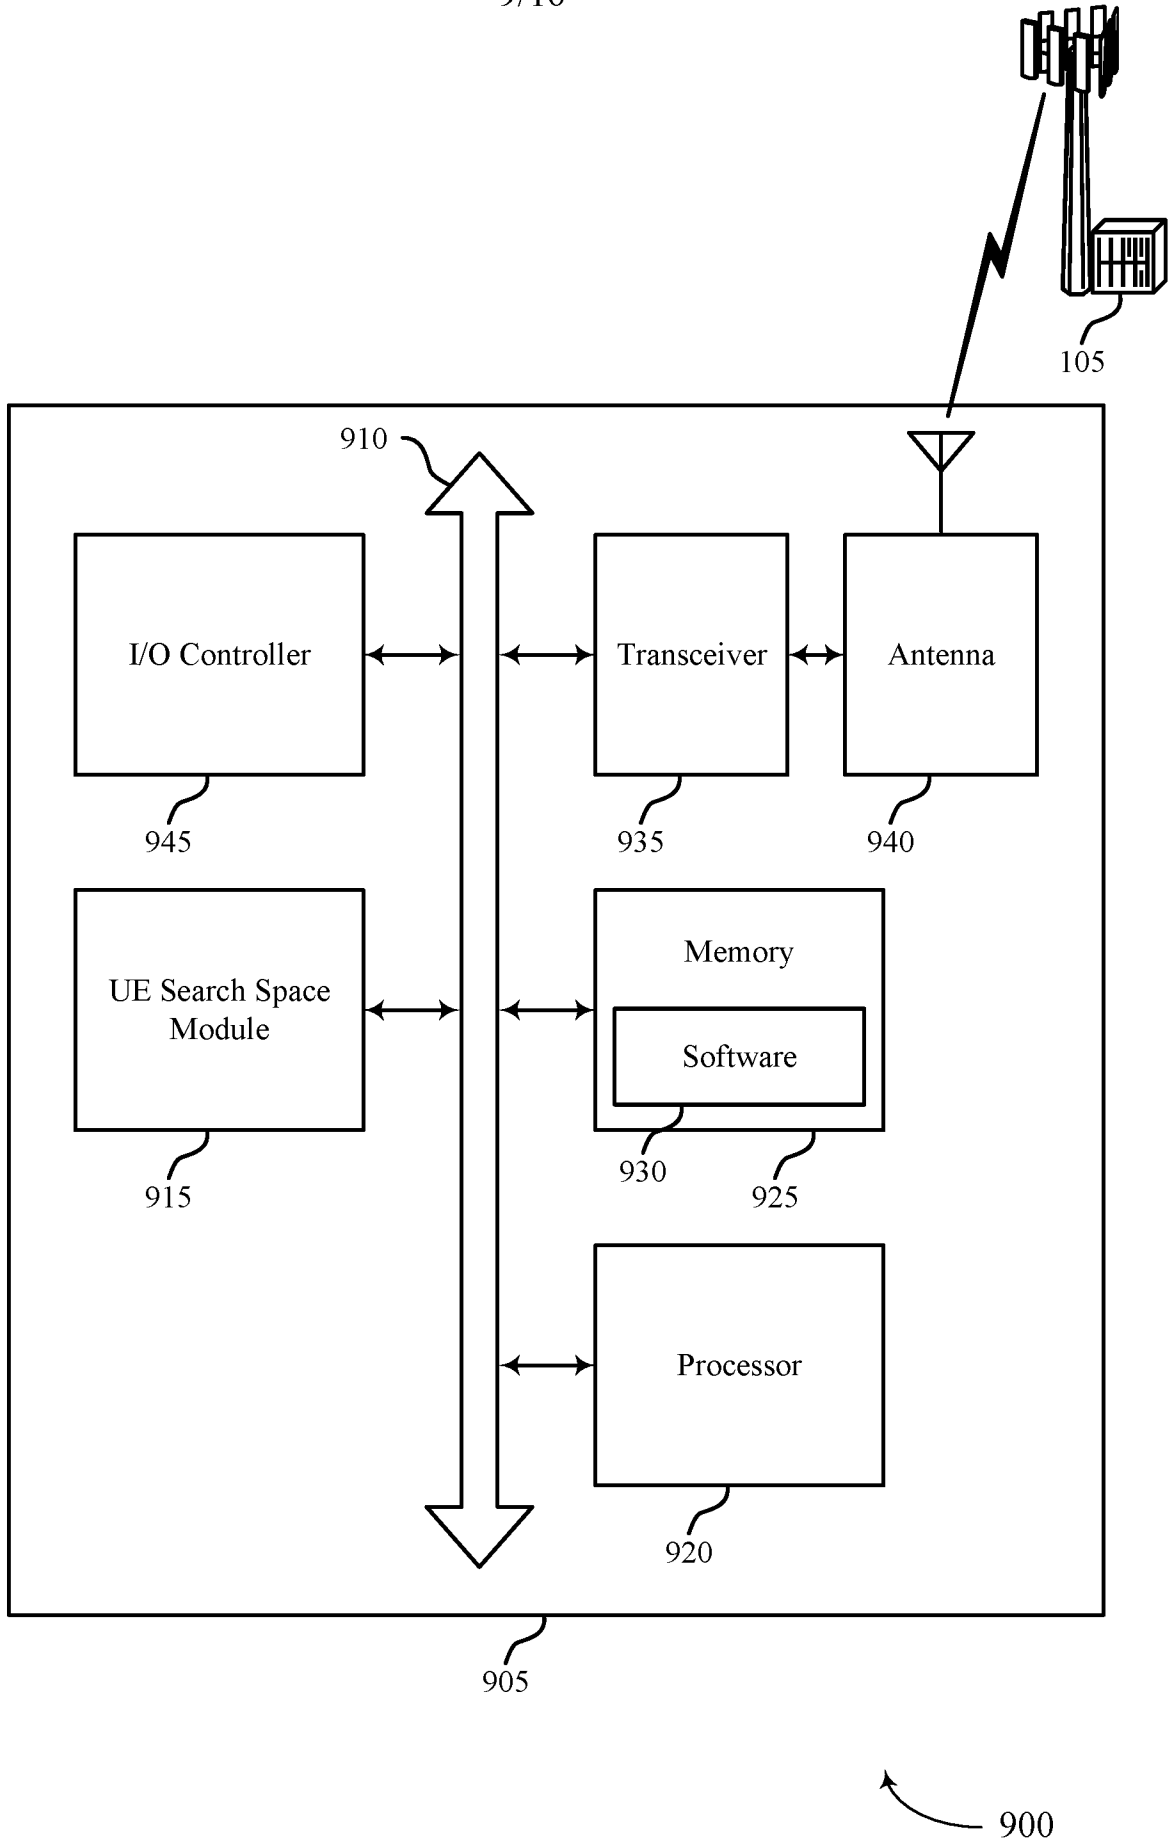 105
910
I/O Controller
Transceiver
Antenna
945
935
940
UE Search Space
Module
Memory
Software
930
915
925
Processor
920
905
900